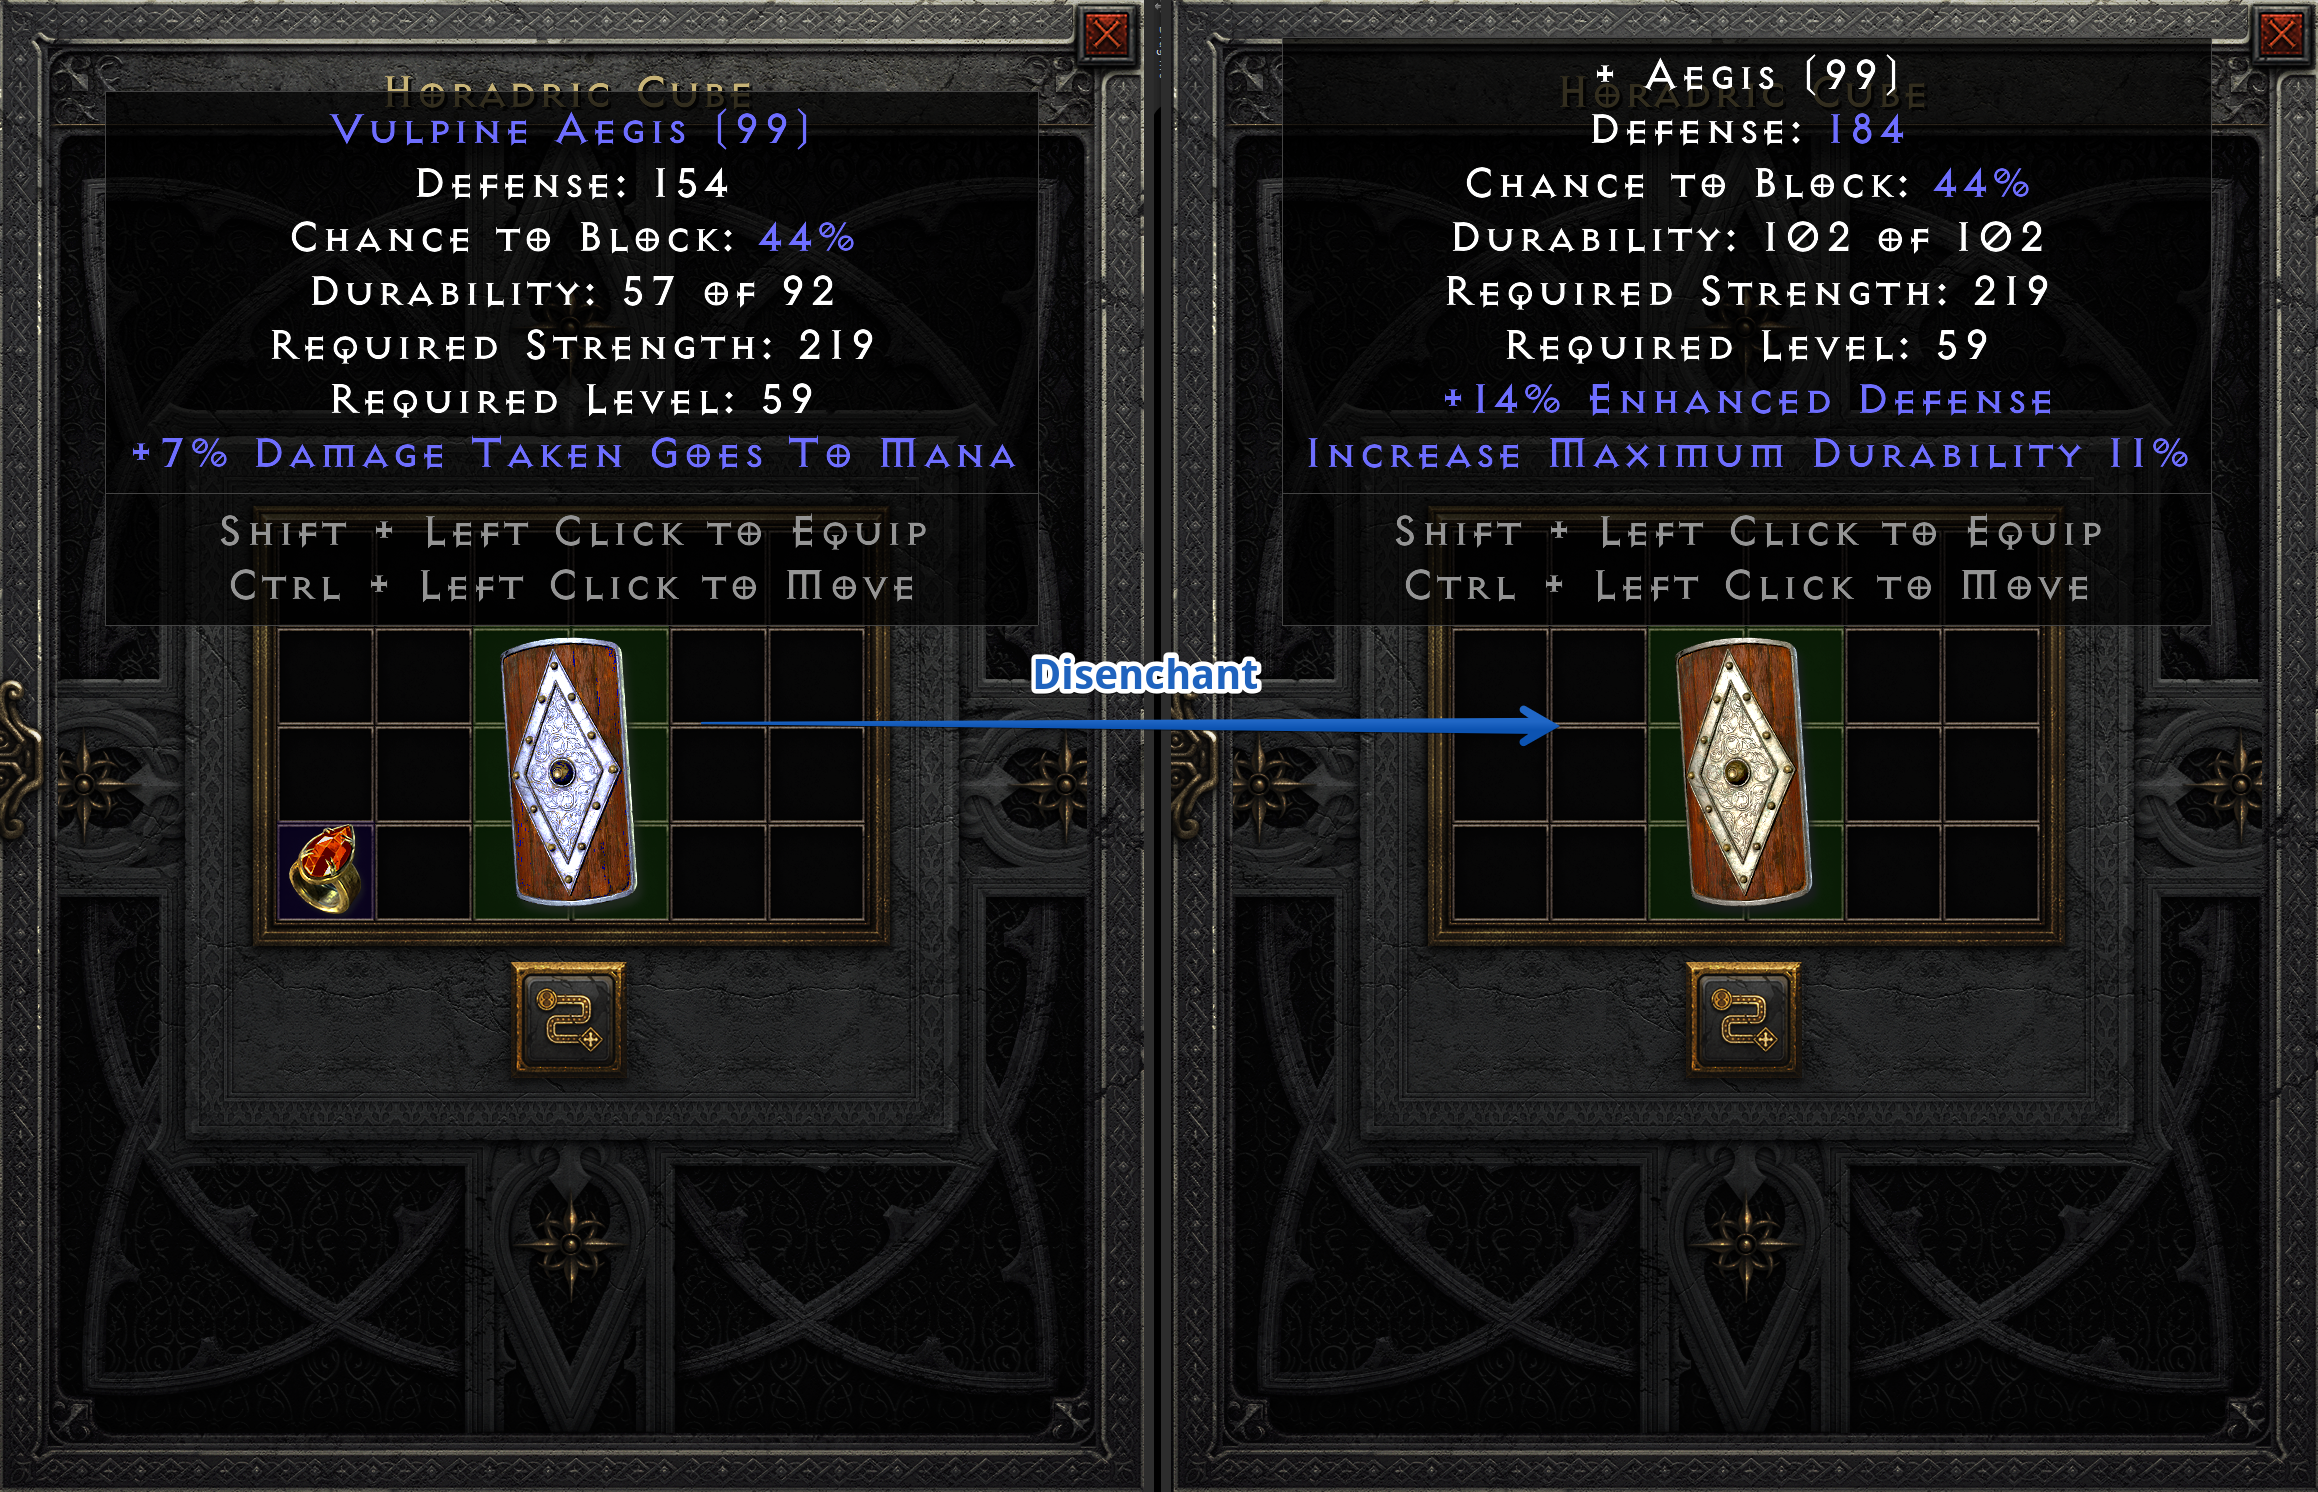 Horadric Cube
Vulpine Aegis (99)
Defense: 154
Chance to Block: 44%
Durability: 57 of 92
Required Strength: 219
Required Level: 59
+7% Damage Taken Goes To Mana
Shift + Left Click to Equip
Ctrl + Left Click to Move
Disenchant
Horadric Cube
+ Aegis (99)
Defense: 184
Chance to Block: 44%
Durability: 102 of 102
Required Strength: 219
Required Level: 59
+14% Enhanced Defense
Increase Maximum Durability 11%
Shift + Left Click to Equip
Ctrl + Left Click to Move